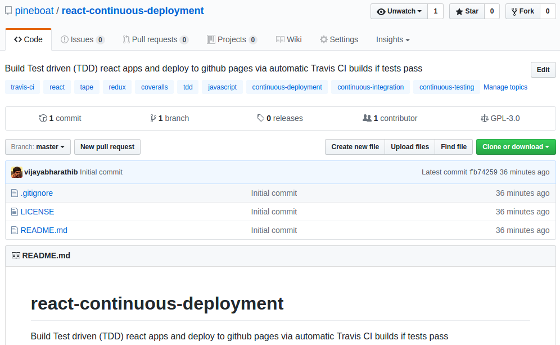 pineboat / react-continuous-deployment Unwatch 1 Star 0 Fork 0
Code Issues 0 Pull requests 0 Projects 0 Wiki Settings Insights
Build Test driven (TDD) react apps and deploy to github pages via automatic Travis CI builds if tests pass Edit
travis-ci react tape redux coveralls tdd javascript continuous-deployment continuous-integration continuous-testing Manage topics
1 commit 1 branch 0 releases 1 contributor GPL-3.0
Branch: master New pull request Create new file Upload files Find file Clone or download
vijayabharathib Initial commit Latest commit fb74259 36 minutes ago
.gitignore Initial commit 36 minutes ago
LICENSE Initial commit 36 minutes ago
README.md Initial commit 36 minutes ago
README.md
react-continuous-deployment
Build Test driven (TDD) react apps and deploy to github pages via automatic Travis CI builds if tests pass